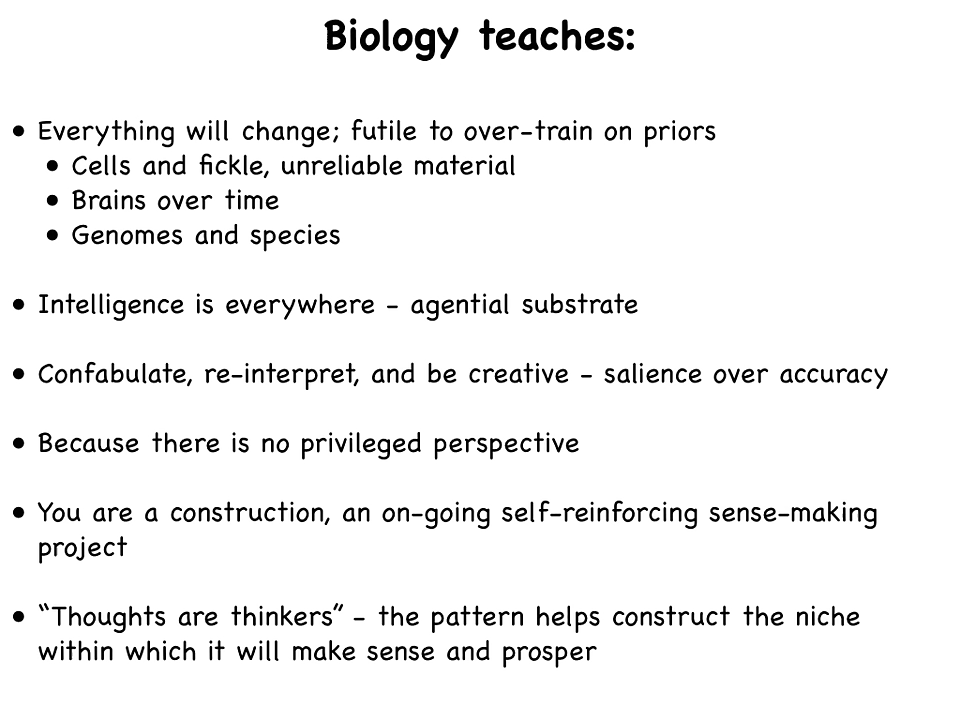 Biology teaches:
• Everything will change; futile to over-train on priors
• Cells and fickle, unreliable material
• Brains over time
• Genomes and species
• Intelligence is everywhere - agential substrate
• Confabulate, re-interpret, and be creative - salience over accuracy
• Because there is no privileged perspective
• You are a construction, an on-going self-reinforcing sense-making
project
• “Thoughts are thinkers” - the pattern helps construct the niche
within which it will make sense and prosper